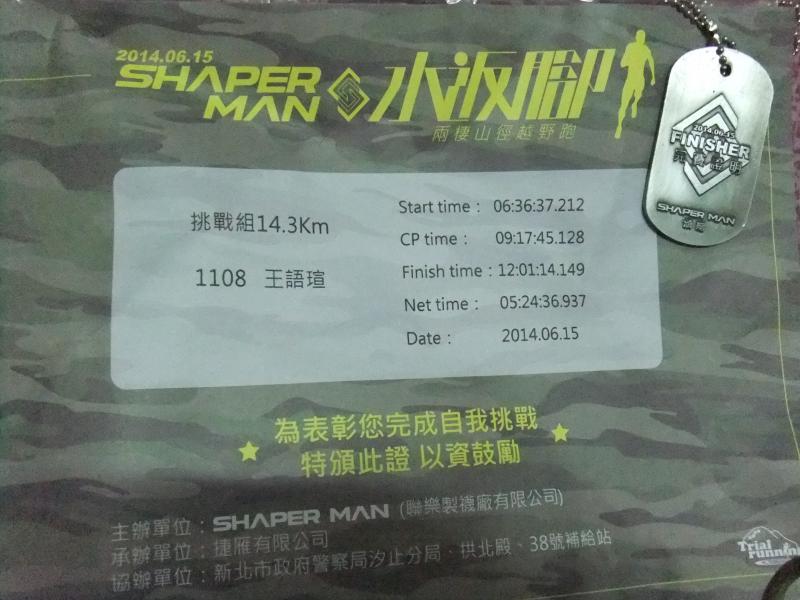 2014.06.15
SHAPER MAN 水返腳
兩棲山徑越野跑
挑戰組14.3Km
1108 王語瑄
Start time : 06:36:37.212
CP time : 09:17:45.128
Finish time : 12:01:14.149
Net time : 05:24:36.937
Date : 2014.06.15
為表彰您完成自我挑戰
特頒此證 以資鼓勵
主辦單位 : SHAPER MAN (聯樂製襪廠有限公司)
承辦單位 : 捷雁有限公司
協辦單位 : 新北市政府警察局汐止分局、拱北殿、38號補給站
Trial running
2014.06.15
FINISHER
SHAPER MAN